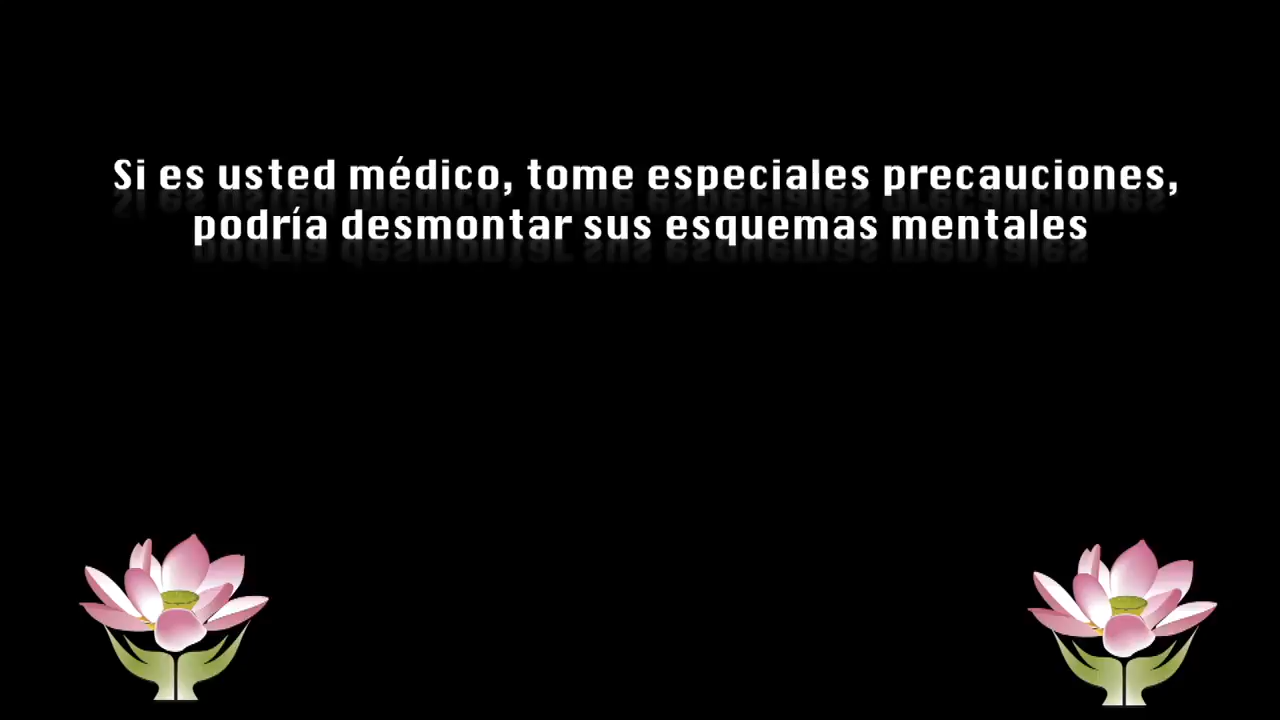 Si es usted médico, tome especiales precauciones,
podría desmontar sus esquemas mentales